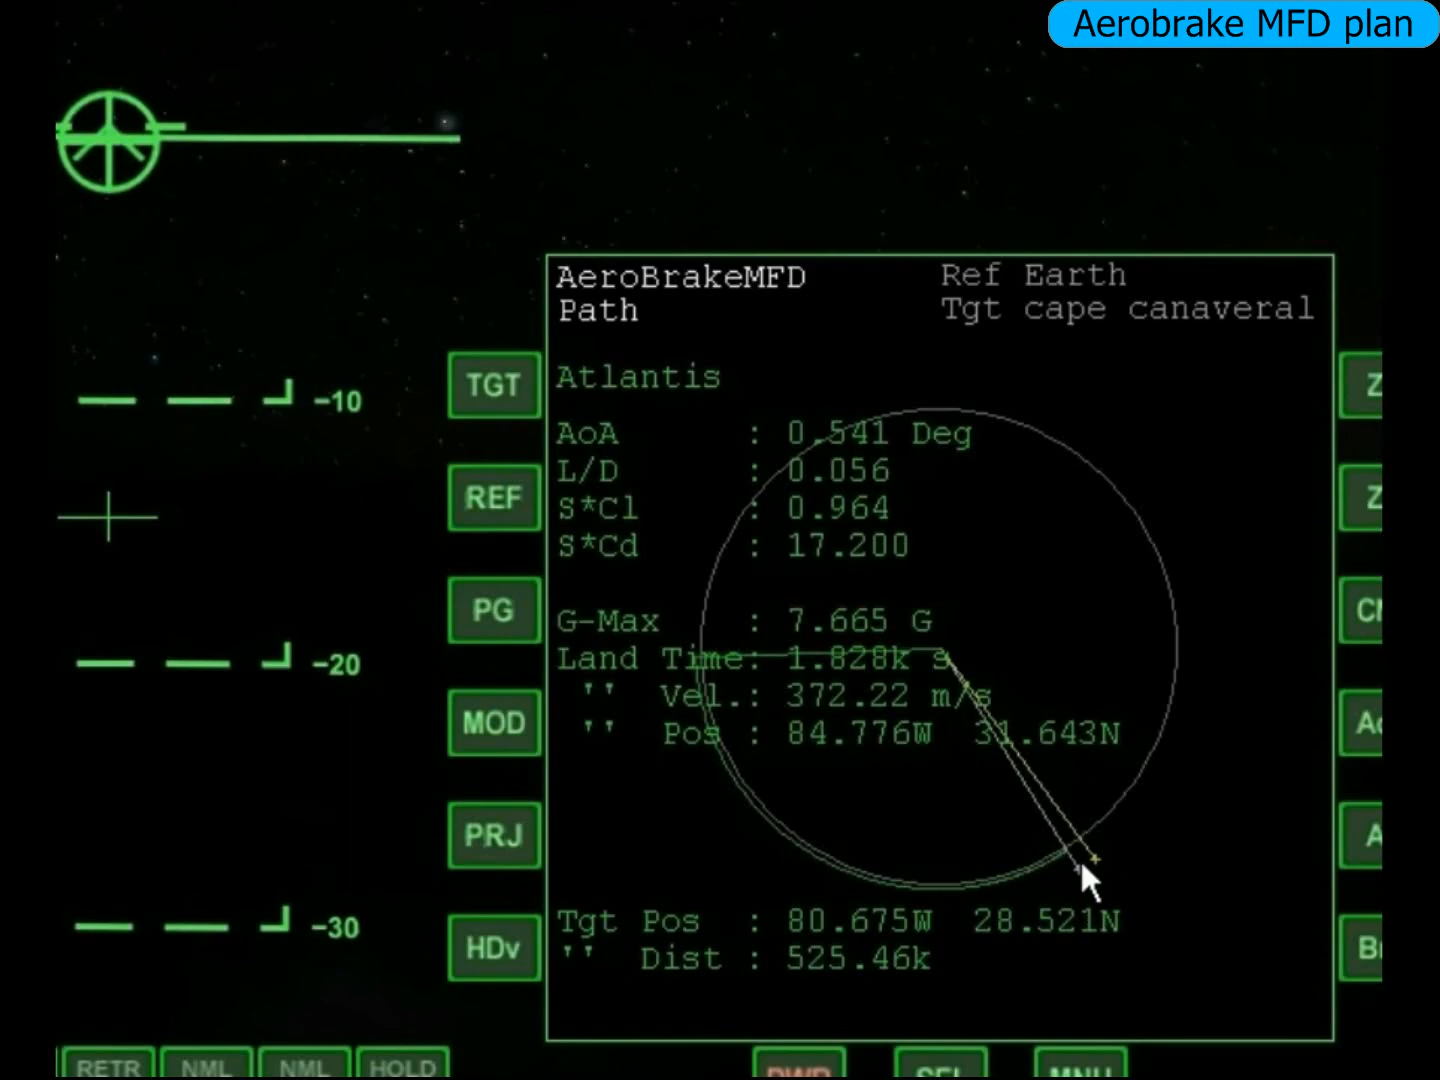 Aerobrake MFD plan
AeroBrakeMFD
Ref Earth
Path
Tgt cape canaveral
Atlantis
AoA : 0.541 Deg
L/D : 0.056
S*Cl : 0.964
S*Cd : 17.200
G-Max : 7.665 G
Land Time: 1.828k s
'' Vel.: 372.22 m/s
'' Pos : 84.776W 31.643N
Tgt Pos : 80.675W 28.521N
'' Dist : 525.46k
TGT
REF
PG
MOD
PRJ
HDv
-10
-20
-30
RETR NML NML HOLD
PWR SEL MNU